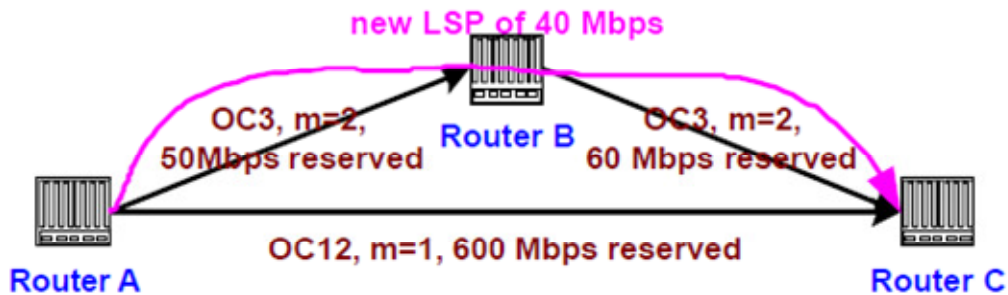 new LSP of 40 Mbps
OC3, m=2,
50Mbps reserved
Router B
OC3, m=2,
60 Mbps reserved
OC12, m=1, 600 Mbps reserved
Router A
Router C